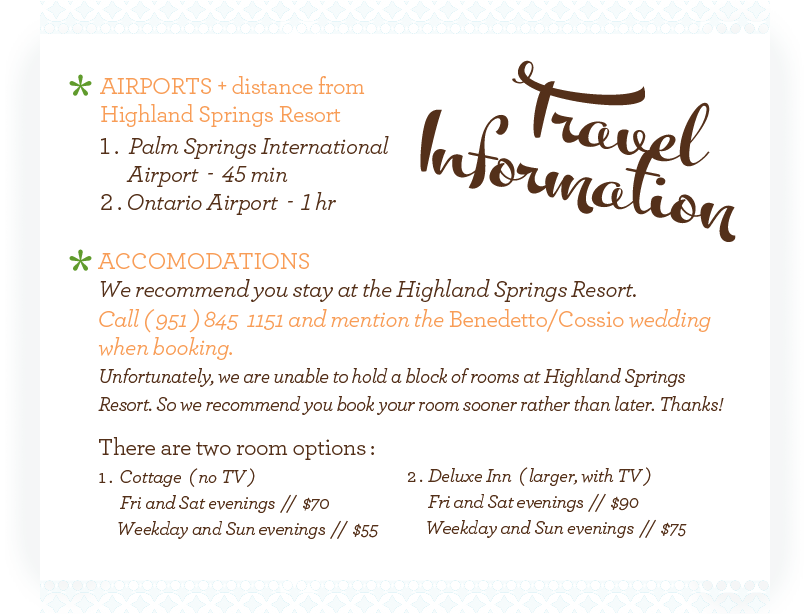 Travel
Information
* AIRPORTS + distance from
Highland Springs Resort
1. Palm Springs International
Airport - 45 min
2. Ontario Airport - 1 hr
* ACCOMODATIONS
We recommend you stay at the Highland Springs Resort.
Call (951) 845 1151 and mention the Benedetto/Cossio wedding
when booking.
Unfortunately, we are unable to hold a block of rooms at Highland Springs
Resort. So we recommend you book your room sooner rather than later. Thanks!
There are two room options:
1. Cottage (no TV)
Fri and Sat evenings // $70
Weekday and Sun evenings // $55
2. Deluxe Inn (larger, with TV)
Fri and Sat evenings // $90
Weekday and Sun evenings // $75